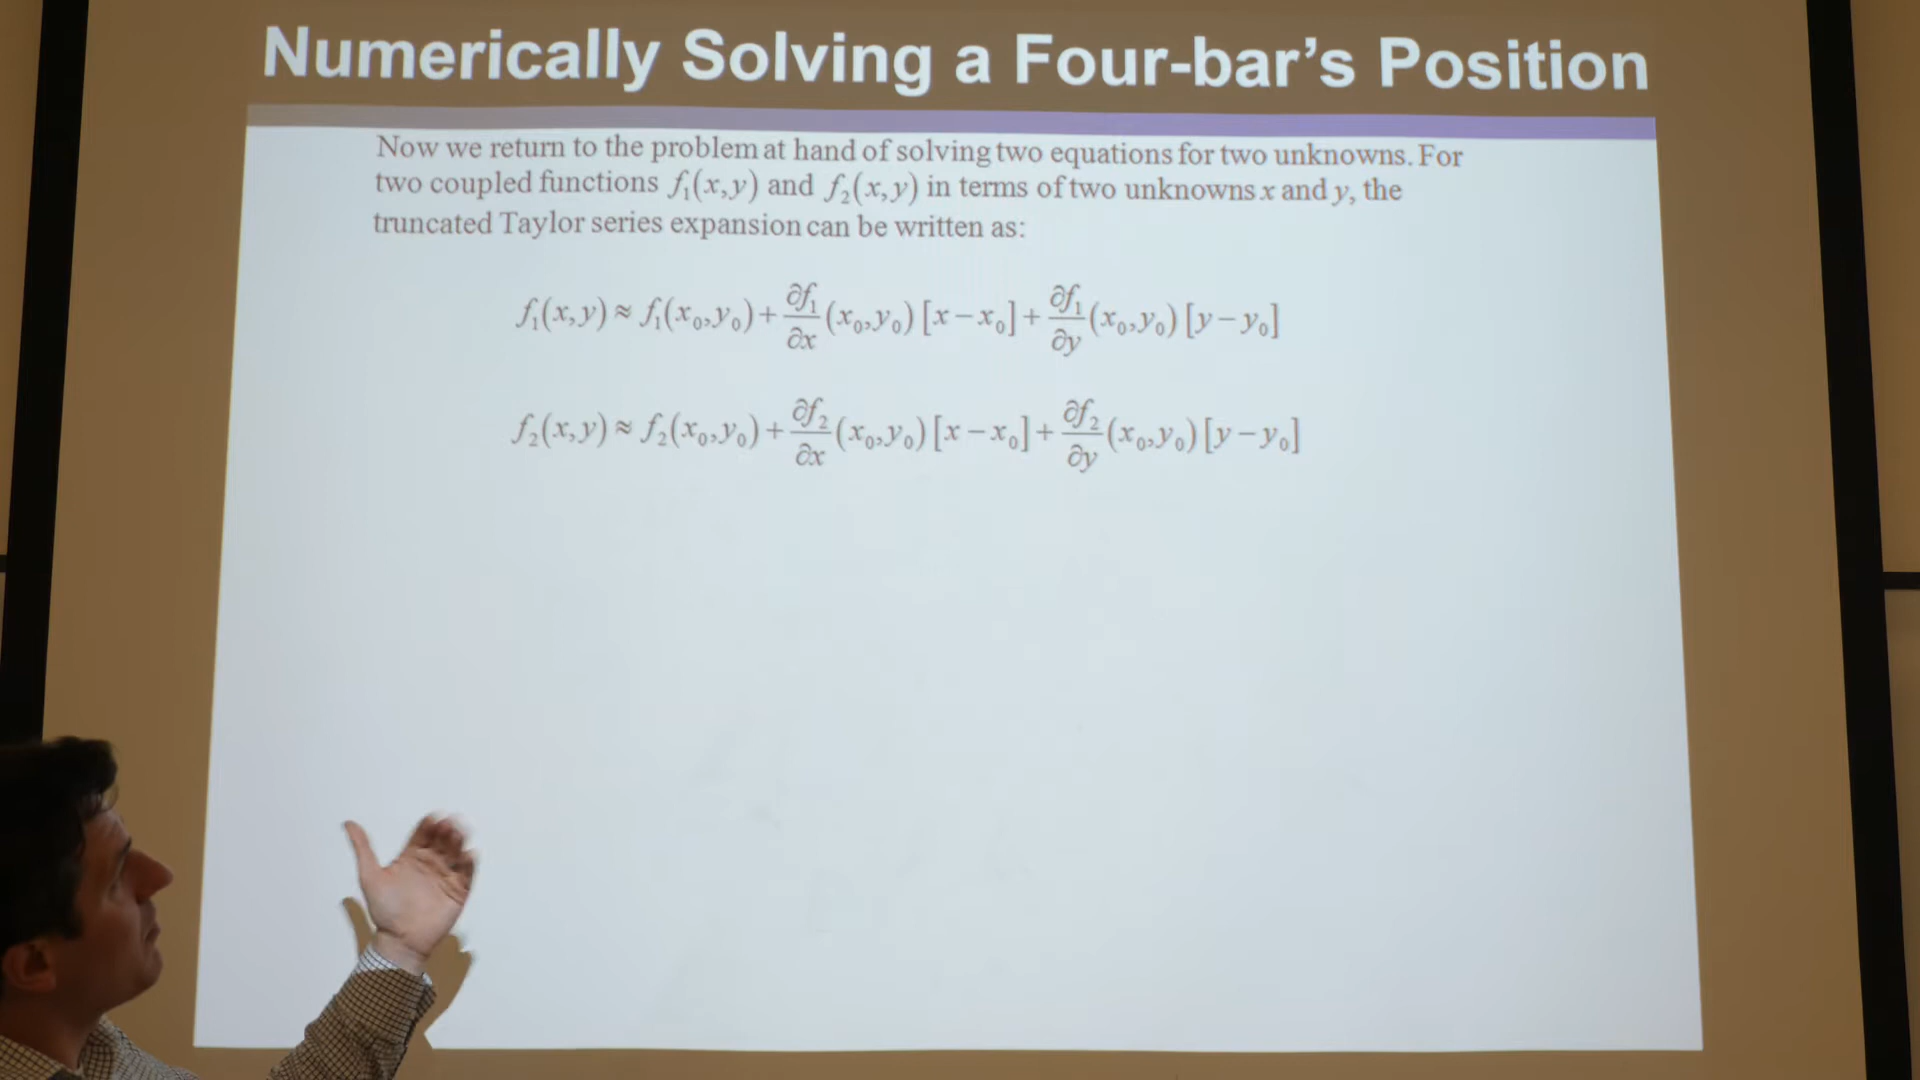 Numerically Solving a Four-bar's Position
Now we return to the problem at hand of solving two equations for two unknowns. For
two coupled functions f₁(x,y) and f₂(x,y) in terms of two unknowns x and y, the
truncated Taylor series expansion can be written as:
f₁(x,y) ≈ f₁(x₀,y₀) + ∂f₁/∂x (x₀,y₀) [x − x₀] + ∂f₁/∂y (x₀,y₀) [y − y₀]
f₂(x,y) ≈ f₂(x₀,y₀) + ∂f₂/∂x (x₀,y₀) [x − x₀] + ∂f₂/∂y (x₀,y₀) [y − y₀]